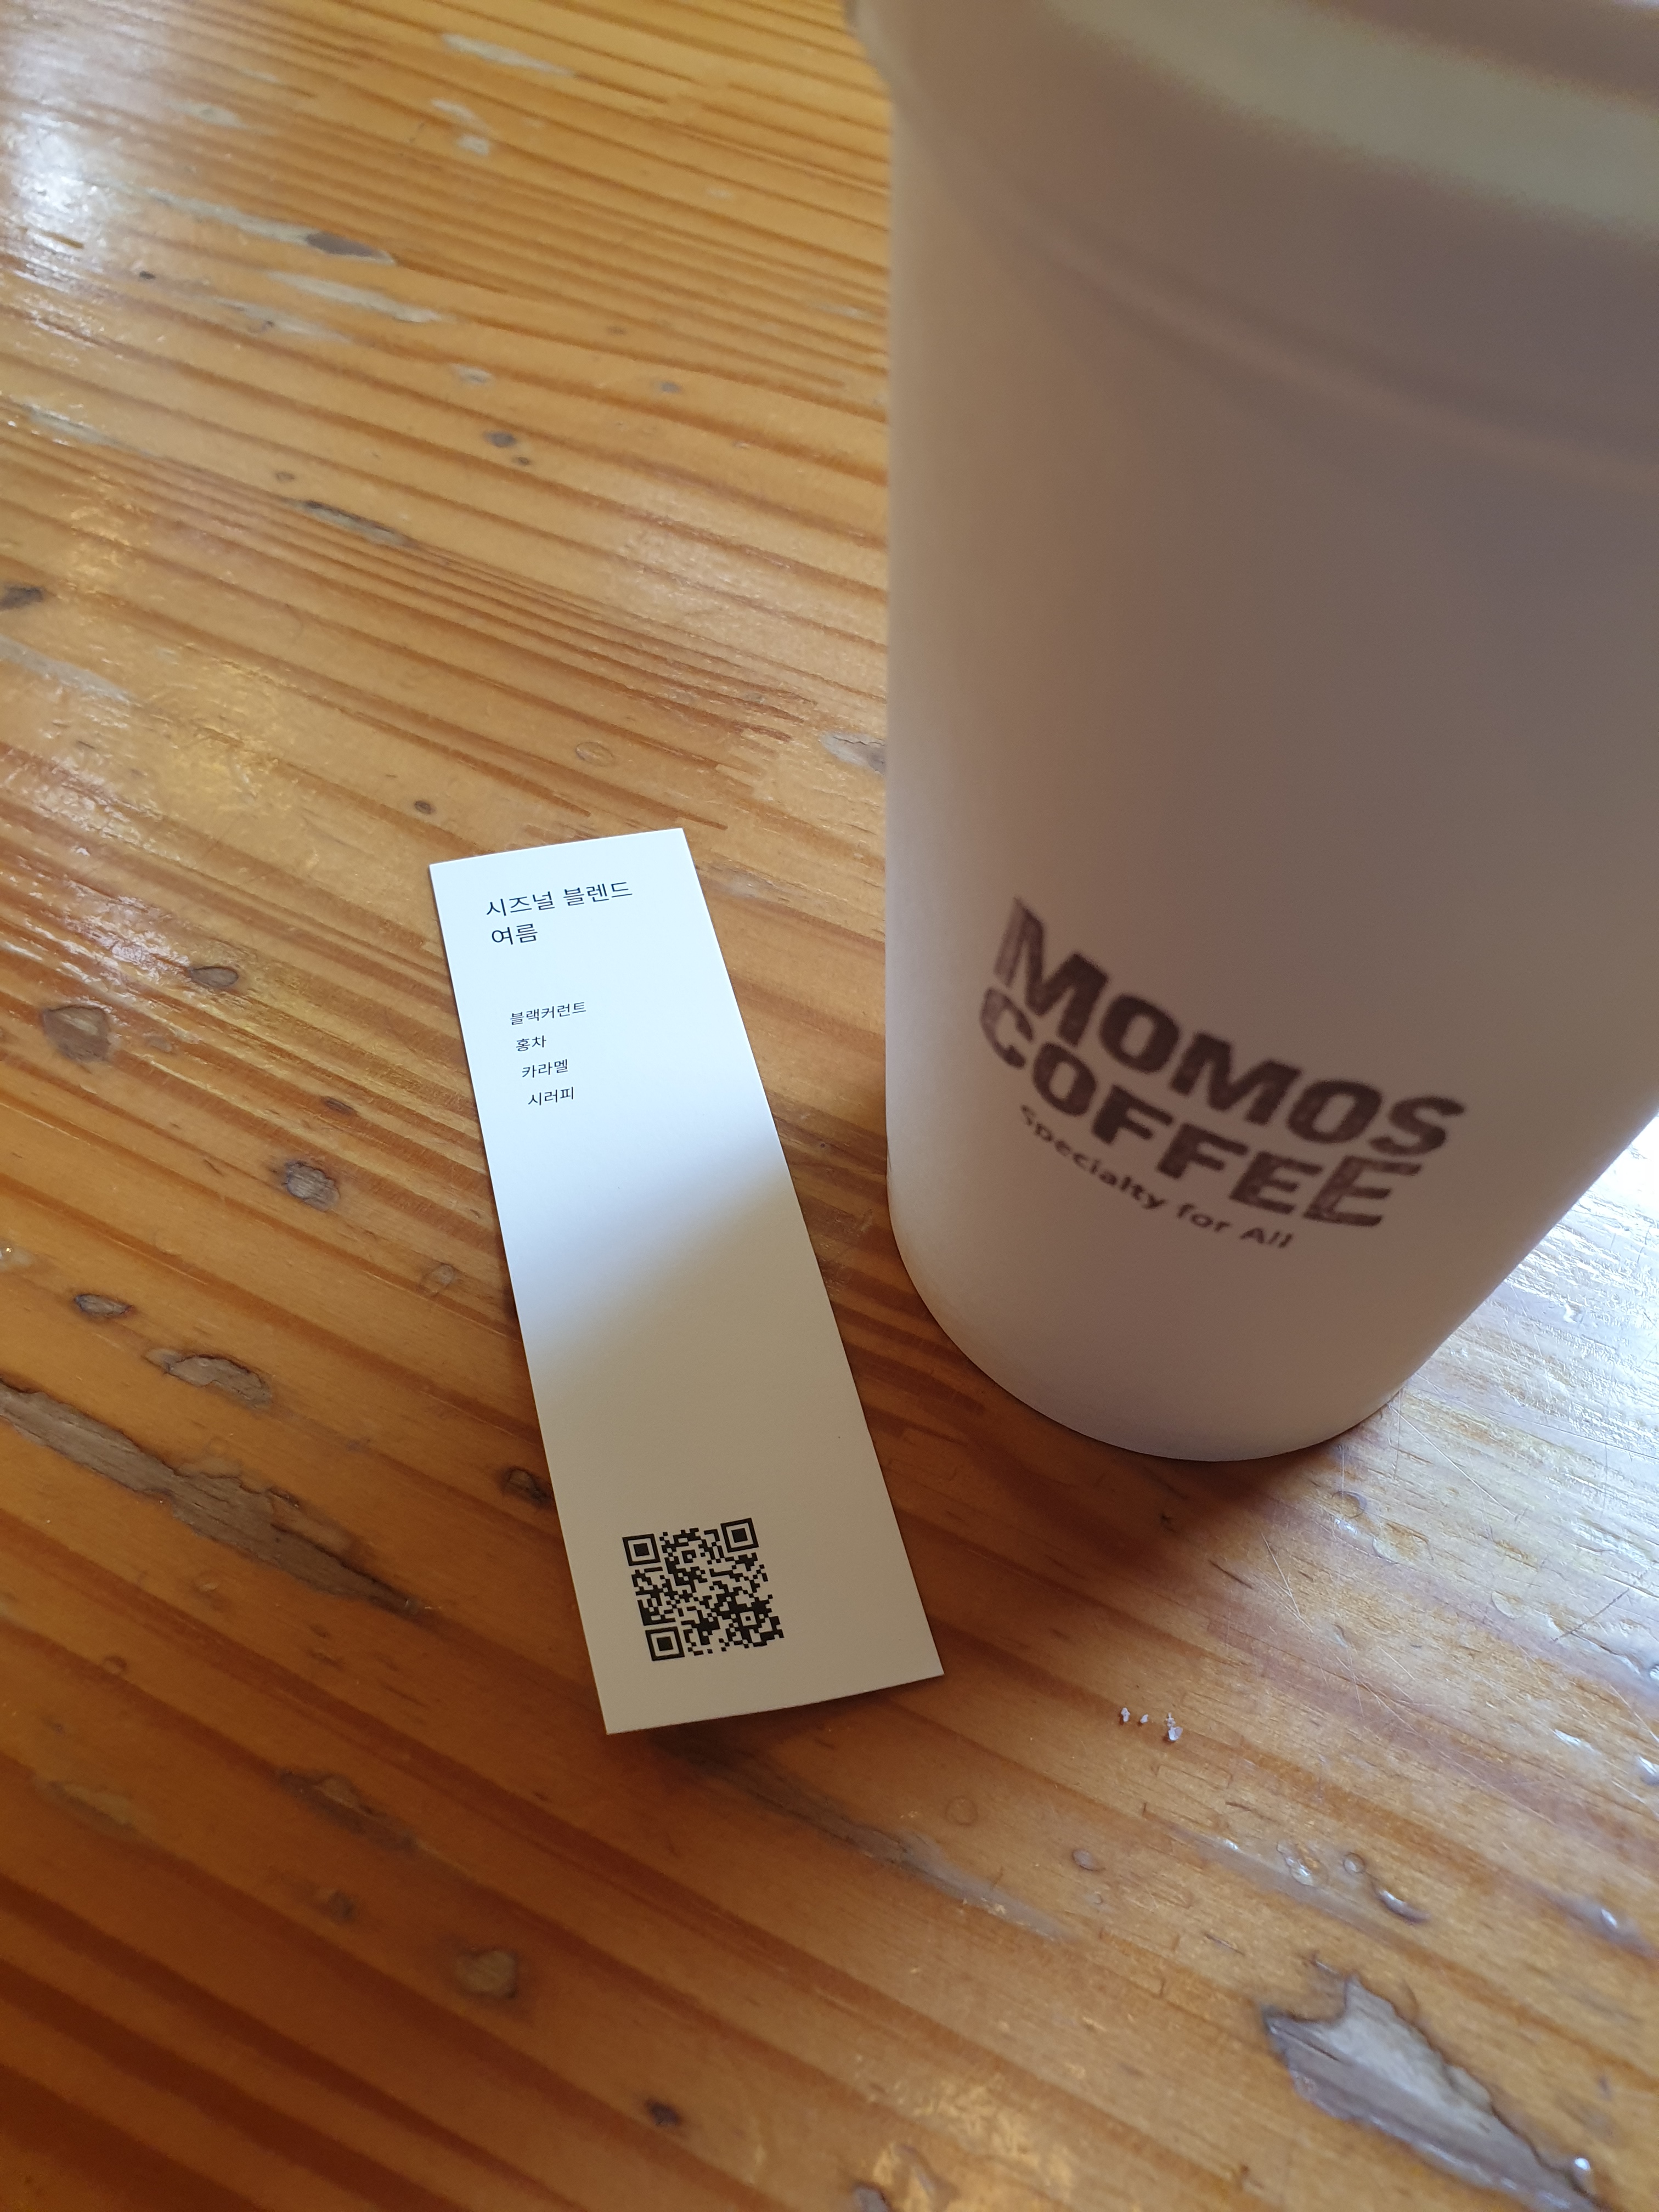 시즈널 블렌드
여름
블랙커런트
홍차
카라멜
시러피
MOMOS
COFFEE
Specialty for All